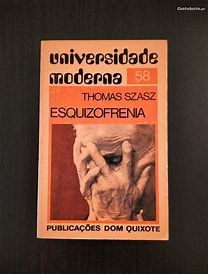 universidade
moderna 58
THOMAS SZASZ
ESQUIZOFRENIA
PUBLICAÇÕES DOM QUIXOTE